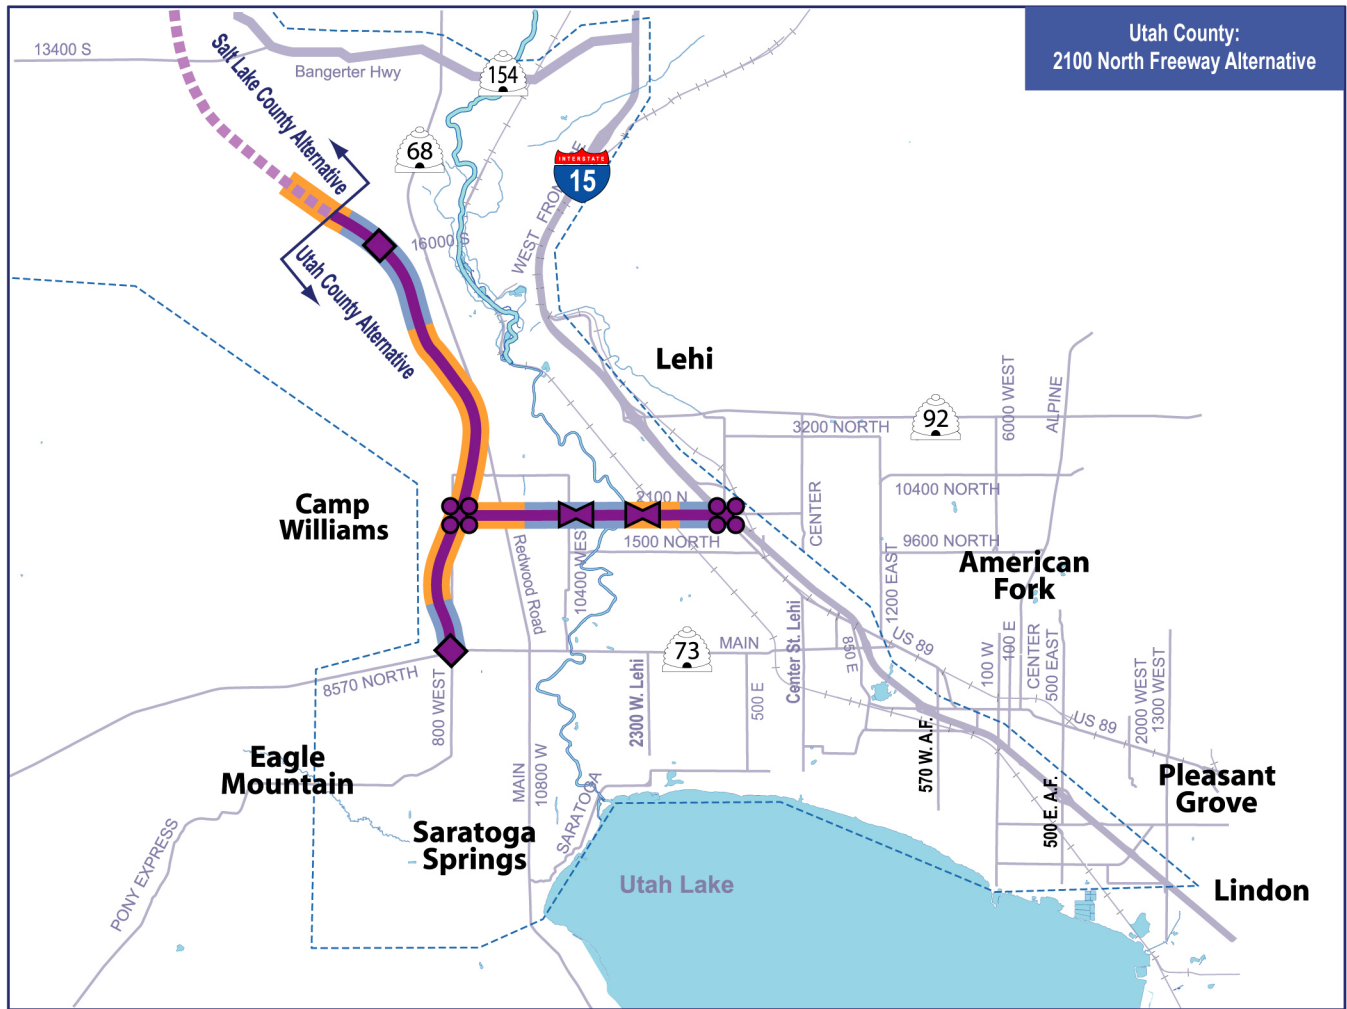 Utah County:
2100 North Freeway Alternative
13400 S
Bangerter Hwy
154
Salt Lake County Alternative
68
INTERSTATE
15
16000 S
Utah County Alternative
Lehi
92
3200 NORTH
6000 WEST
ALPINE
Camp
Williams
2100 N
CENTER
10400 NORTH
1500 NORTH
9600 NORTH
American
Fork
Redwood Road
10400 WEST
1200 EAST
MAIN
73
Center St. Lehi
850 E
US 89
100 W
100 E
CENTER
500 EAST
8570 NORTH
800 WEST
2300 W. Lehi
500 E
2000 WEST
1300 WEST
US 89
Eagle
Mountain
MAIN
10800 W
570 W. A.F.
Pleasant
Grove
500 E. A.F.
SARATOGA
Saratoga
Springs
PONY EXPRESS
Utah Lake
Lindon